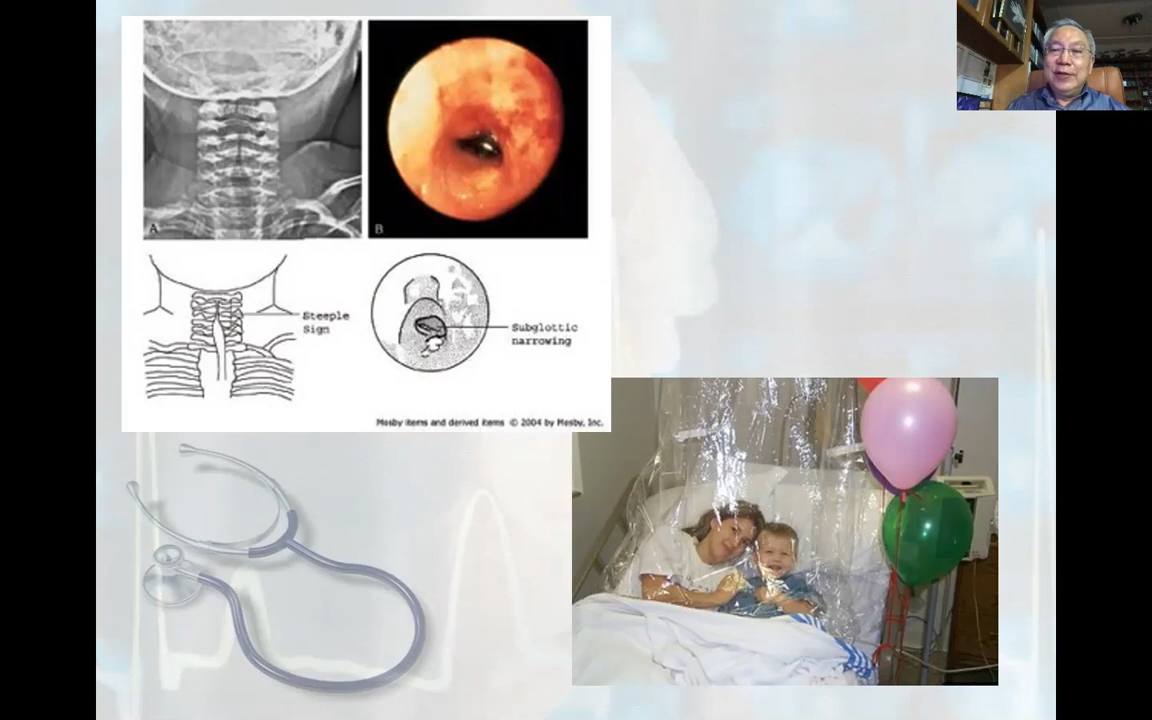 A
B
Steeple
Sign
Subglottic
narrowing
Mosby items and derived items © 2004 by Mosby, Inc.